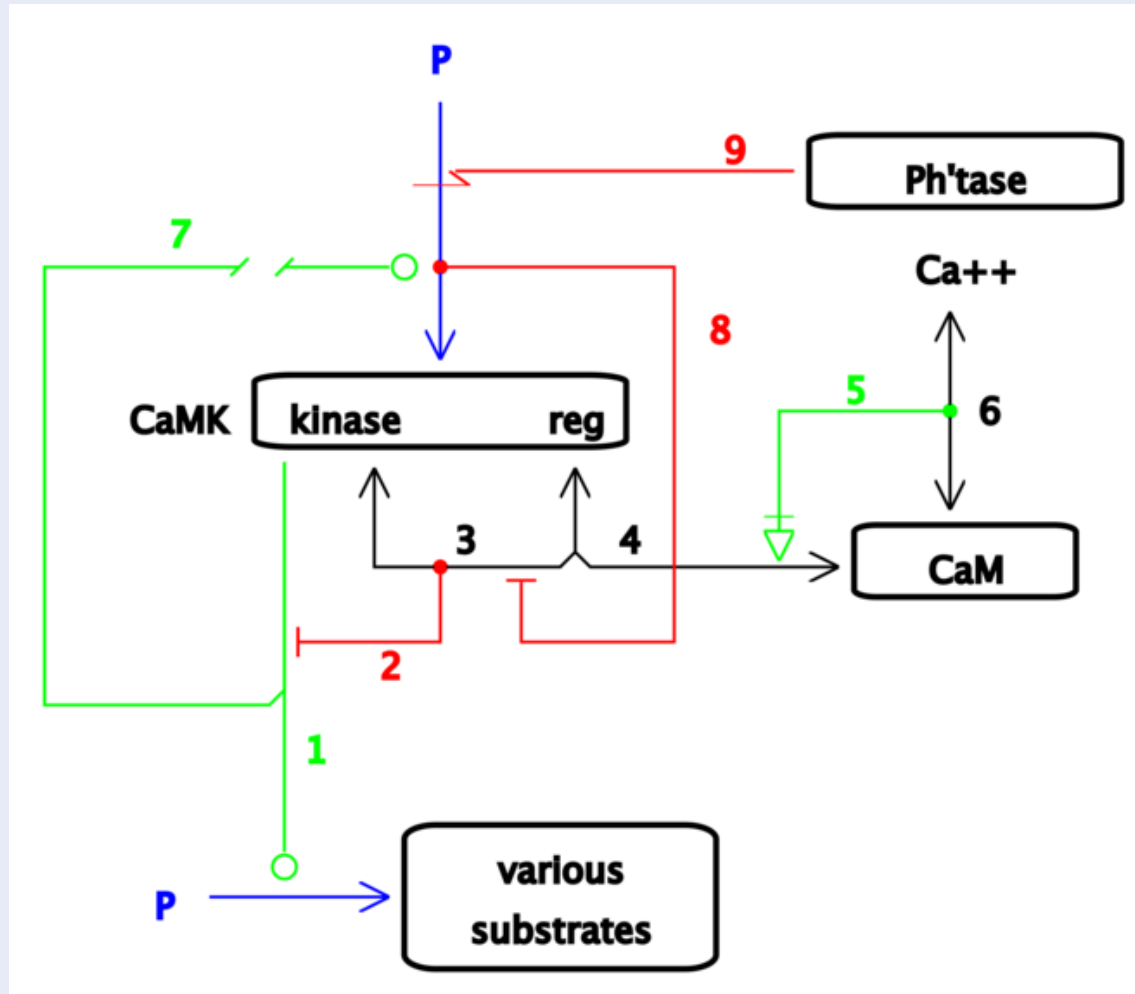 P
9
Ph'tase
7
Ca++
8
5
6
CaMK
kinase
reg
3
4
CaM
2
1
various
substrates
P